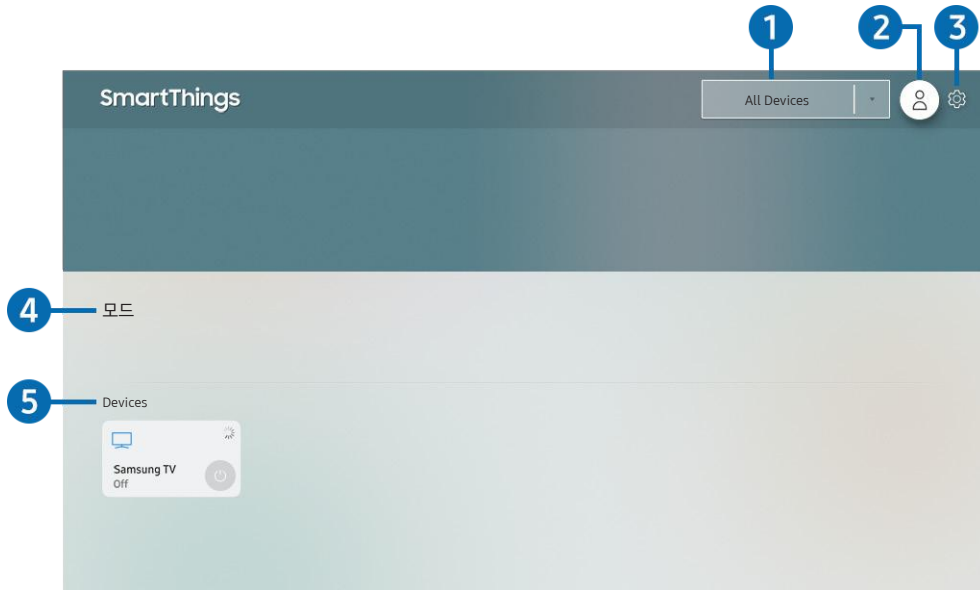 1 2 3
SmartThings
All Devices
4 모드
5 Devices
Samsung TV
Off